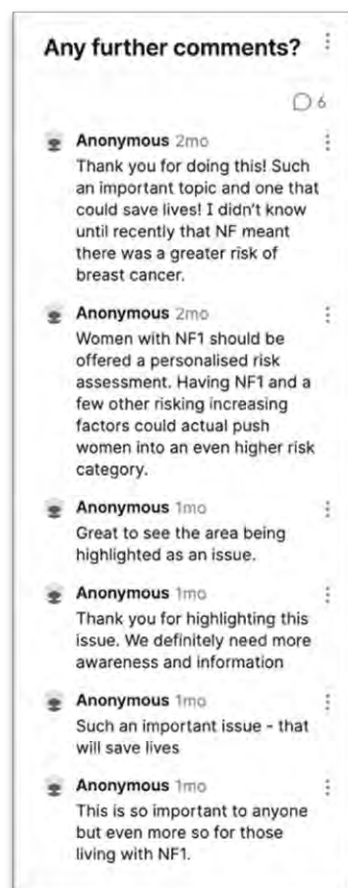 Any further comments?
6
Anonymous 2mo
Thank you for doing this! Such
an important topic and one that
could save lives! I didn't know
until recently that NF meant
there was a greater risk of
breast cancer.
Anonymous 2mo
Women with NF1 should be
offered a personalised risk
assessment. Having NF1 and a
few other risking increasing
factors could actual push
women into an even higher risk
category.
Anonymous 1mo
Great to see the area being
highlighted as an issue.
Anonymous 1mo
Thank you for highlighting this
issue. We definitely need more
awareness and information
Anonymous 1mo
Such an important issue - that
will save lives
Anonymous 1mo
This is so important to anyone
but even more so for those
living with NF1.